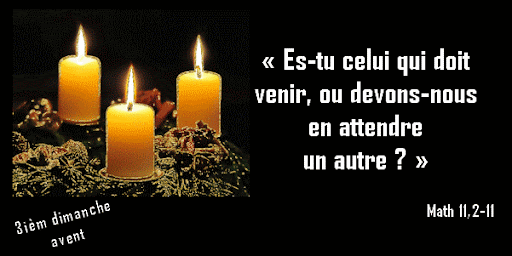 « Es-tu celui qui doit
venir, ou devons-nous
en attendre
un autre ? »
Math 11,2-11
3ièm dimanche
avent